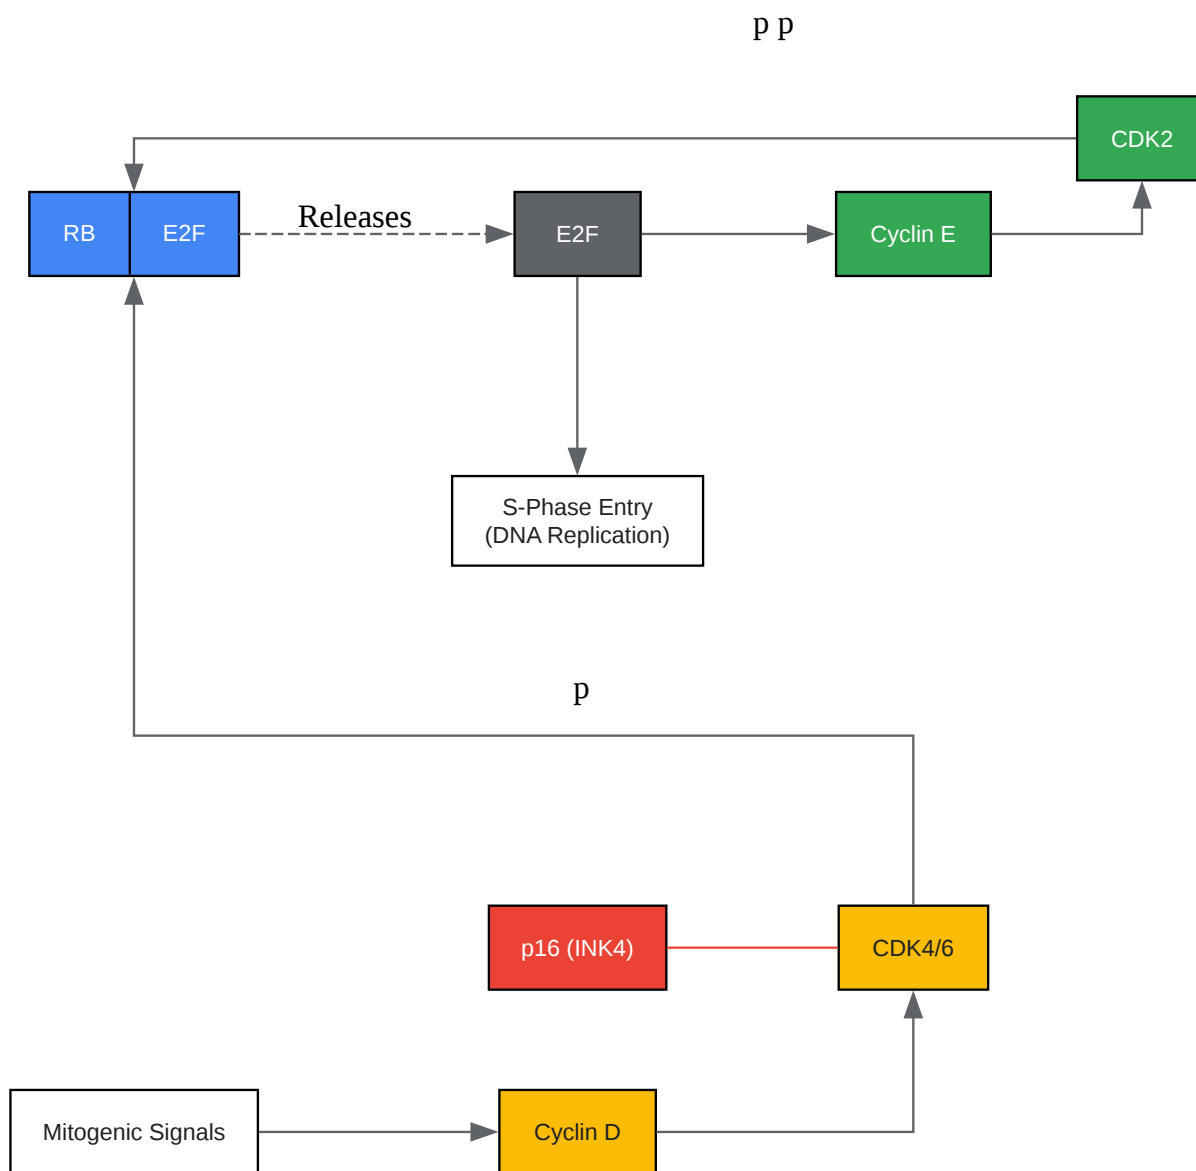 p p
CDK2
RB
E2F
Releases
E2F
Cyclin E
S-Phase Entry
(DNA Replication)
p
p16 (INK4)
CDK4/6
Mitogenic Signals
Cyclin D